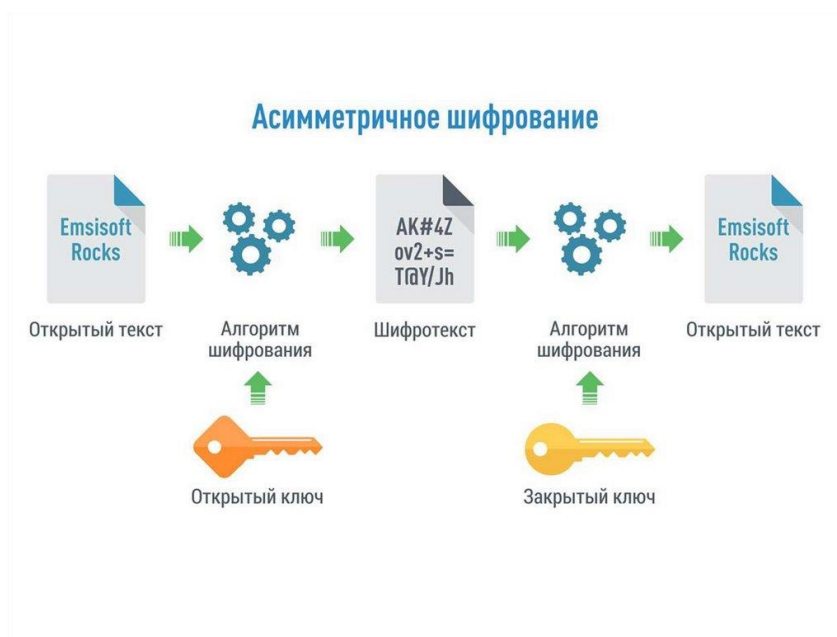 Асимметричное шифрование
Emsisoft
Rocks
AK#4Z
ov2+s=
T@Y/Jh
Emsisoft
Rocks
Открытый текст
Алгоритм
шифрования
Шифротекст
Алгоритм
шифрования
Открытый текст
Открытый ключ
Закрытый ключ